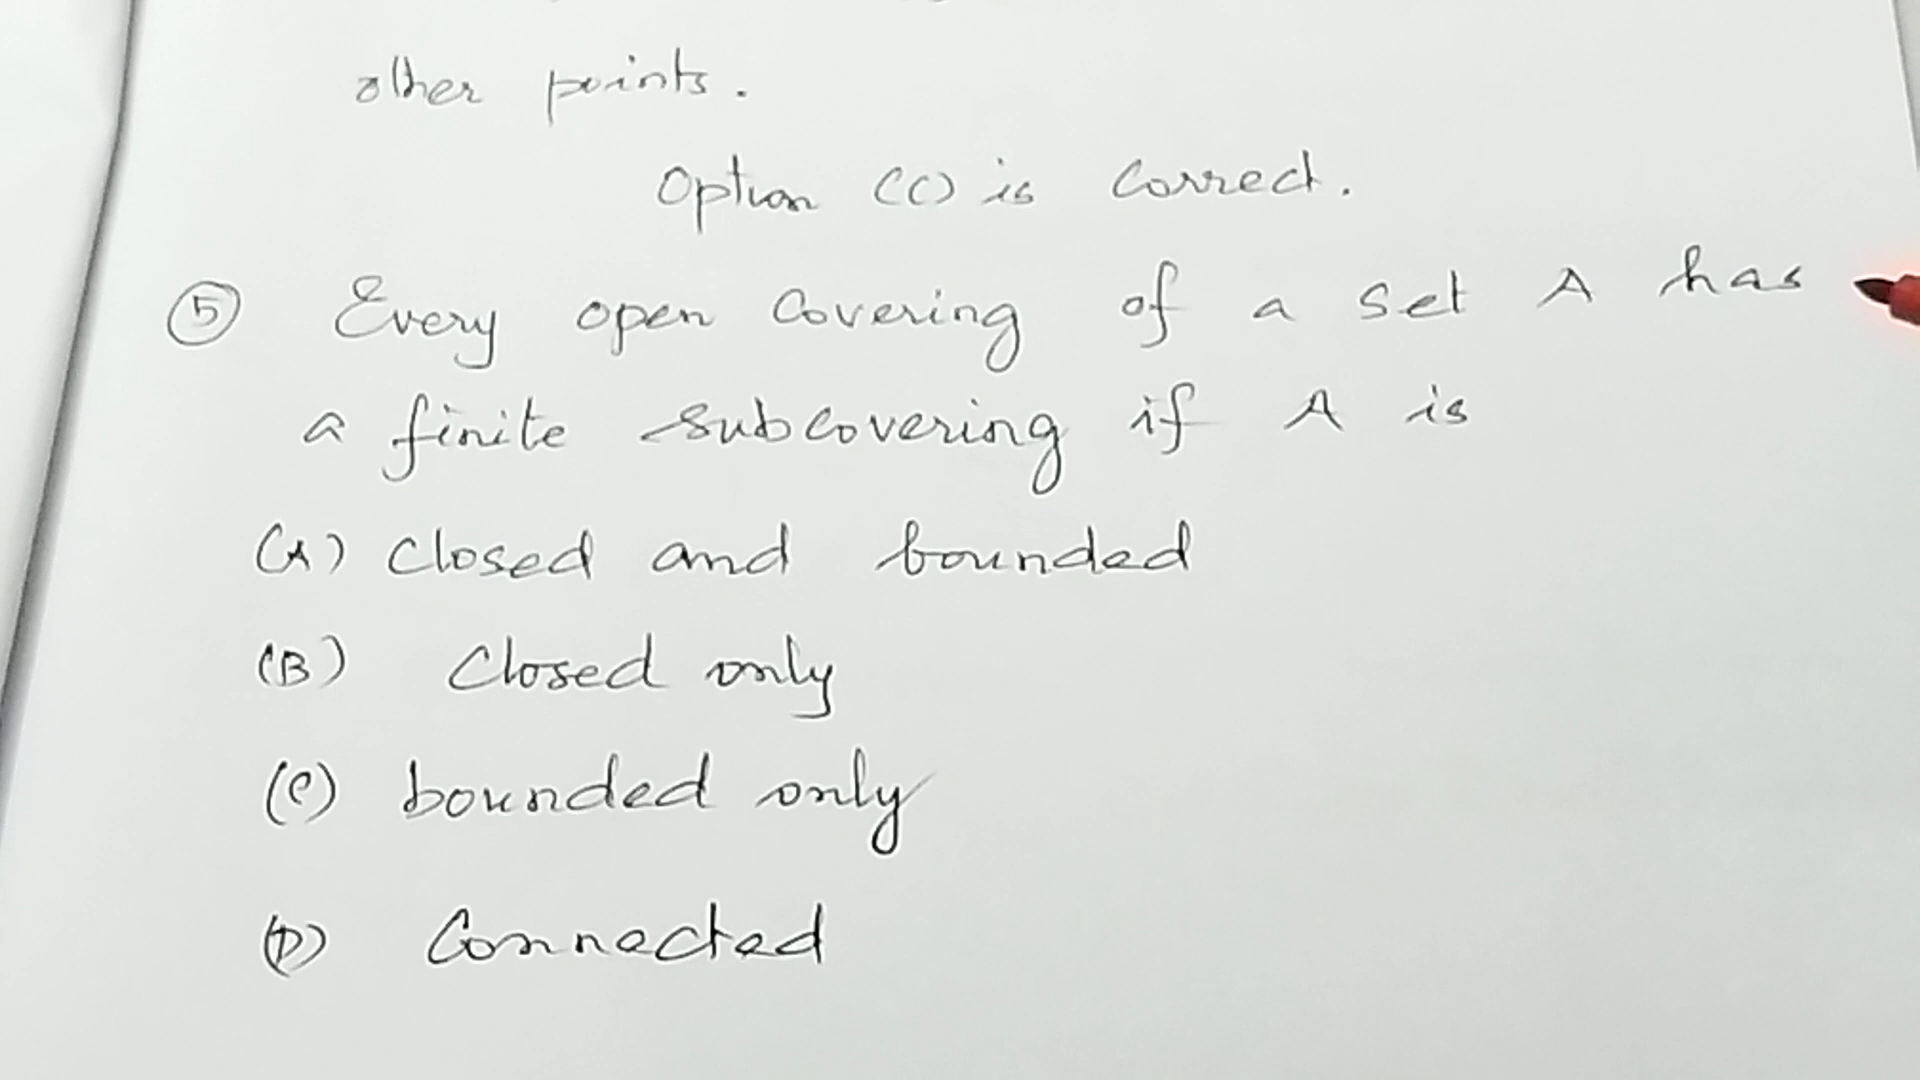 other points.
Option (C) is Correct.
5 Every open Covering of a Set A has
a finite subcovering if A is
(A) Closed and bounded
(B) Closed only
(C) bounded only
(D) Connected